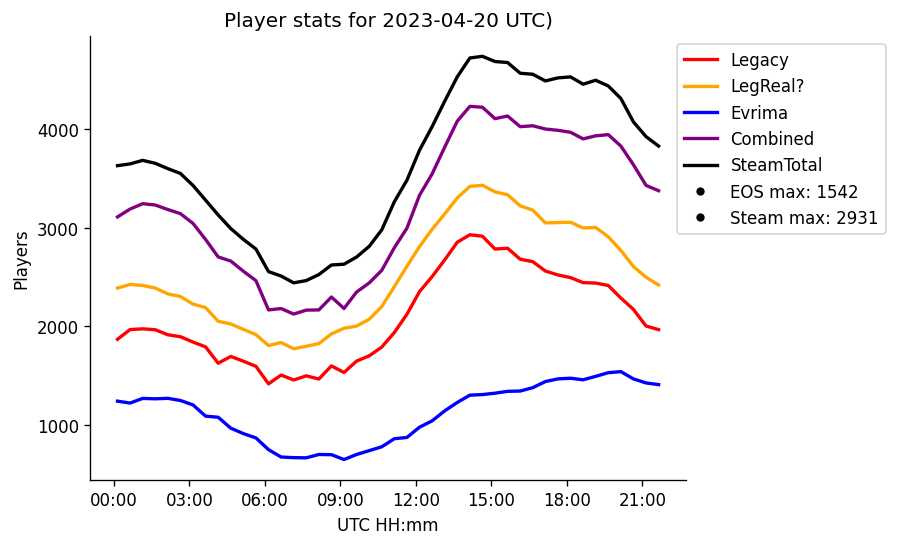 Player stats for 2023-04-20 UTC)
Legacy
LegReal?
Evrima
Combined
SteamTotal
EOS max: 1542
Steam max: 2931
Players
4000
3000
2000
1000
00:00 03:00 06:00 09:00 12:00 15:00 18:00 21:00
UTC HH:mm